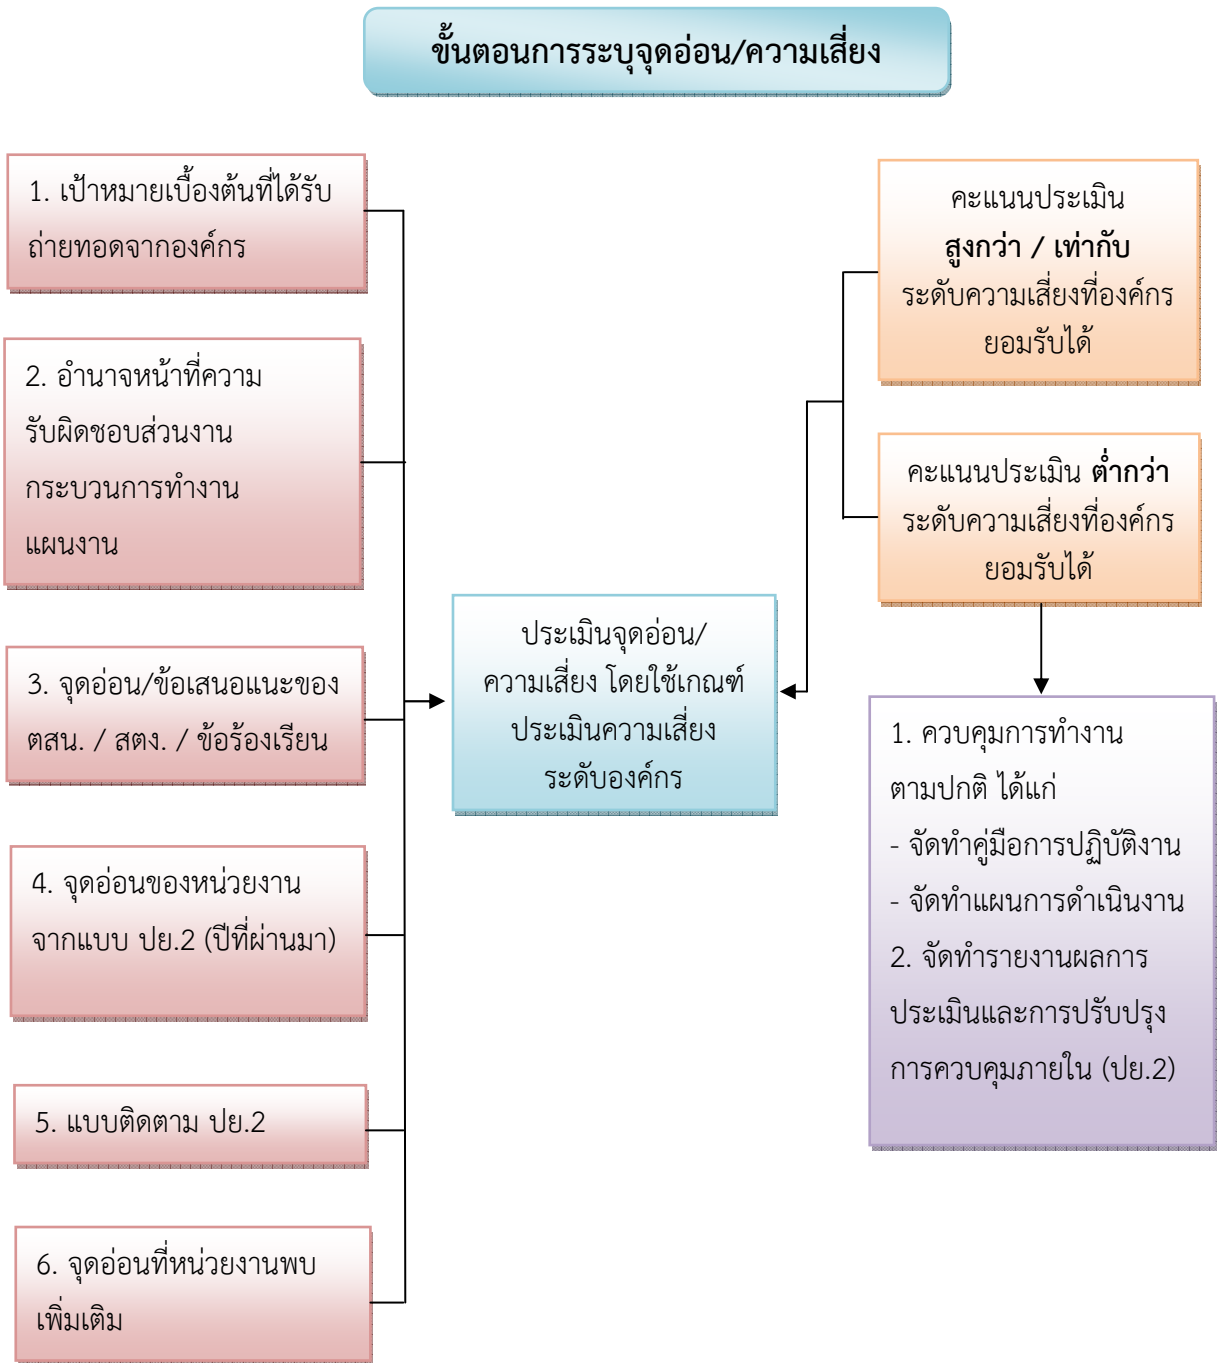 ขั้นตอนการระบุจุดอ่อน/ความเสี่ยง
1. เป้าหมายเบื้องต้นที่ได้รับ
ถ่ายทอดจากองค์กร
2. อำนาจหน้าที่ความ
รับผิดชอบส่วนงาน
กระบวนการทำงาน
แผนงาน
3. จุดอ่อน/ข้อเสนอแนะของ
ตสน. / สตง. / ข้อร้องเรียน
4. จุดอ่อนของหน่วยงาน
จากแบบ ปย.2 (ปีที่ผ่านมา)
5. แบบติดตาม ปย.2
6. จุดอ่อนที่หน่วยงานพบ
เพิ่มเติม
ประเมินจุดอ่อน/
ความเสี่ยง โดยใช้เกณฑ์
ประเมินความเสี่ยง
ระดับองค์กร
คะแนนประเมิน
สูงกว่า / เท่ากับ
ระดับความเสี่ยงที่องค์กร
ยอมรับได้
คะแนนประเมิน ต่ำกว่า
ระดับความเสี่ยงที่องค์กร
ยอมรับได้
1. ควบคุมการทำงาน
ตามปกติ ได้แก่
- จัดทำคู่มือการปฏิบัติงาน
- จัดทำแผนการดำเนินงาน
2. จัดทำรายงานผลการ
ประเมินและการปรับปรุง
การควบคุมภายใน (ปย.2)